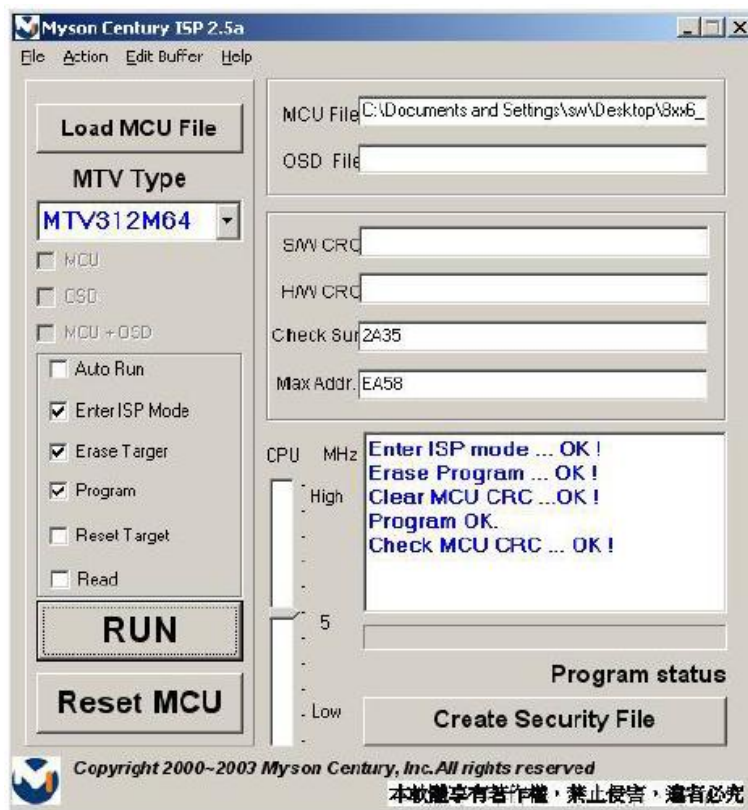 Myson Century ISP 2.5a
File Action Edit Buffer Help
Load MCU File
MTV Type
MTV312M64
MCU
OSD
MCU +OSD
Auto Run
Enter ISP Mode
Erase Targer
Program
Reset Target
Read
RUN
Reset MCU
MCU File C:\Documents and Settings\sw\Desktop\8xx6_
OSD File
S/W CRC
H/W CRC
Check Sur 2A35
Max Addr. EA58
CPU MHz
High
5
Low
Enter ISP mode ... OK !
Erase Program ... OK !
Clear MCU CRC ...OK !
Program OK.
Check MCU CRC ... OK !
Program status
Create Security File
Copyright 2000~2003 Myson Century, Inc.All rights reserved
本軟體享有著作權，禁止侵害，違者必究